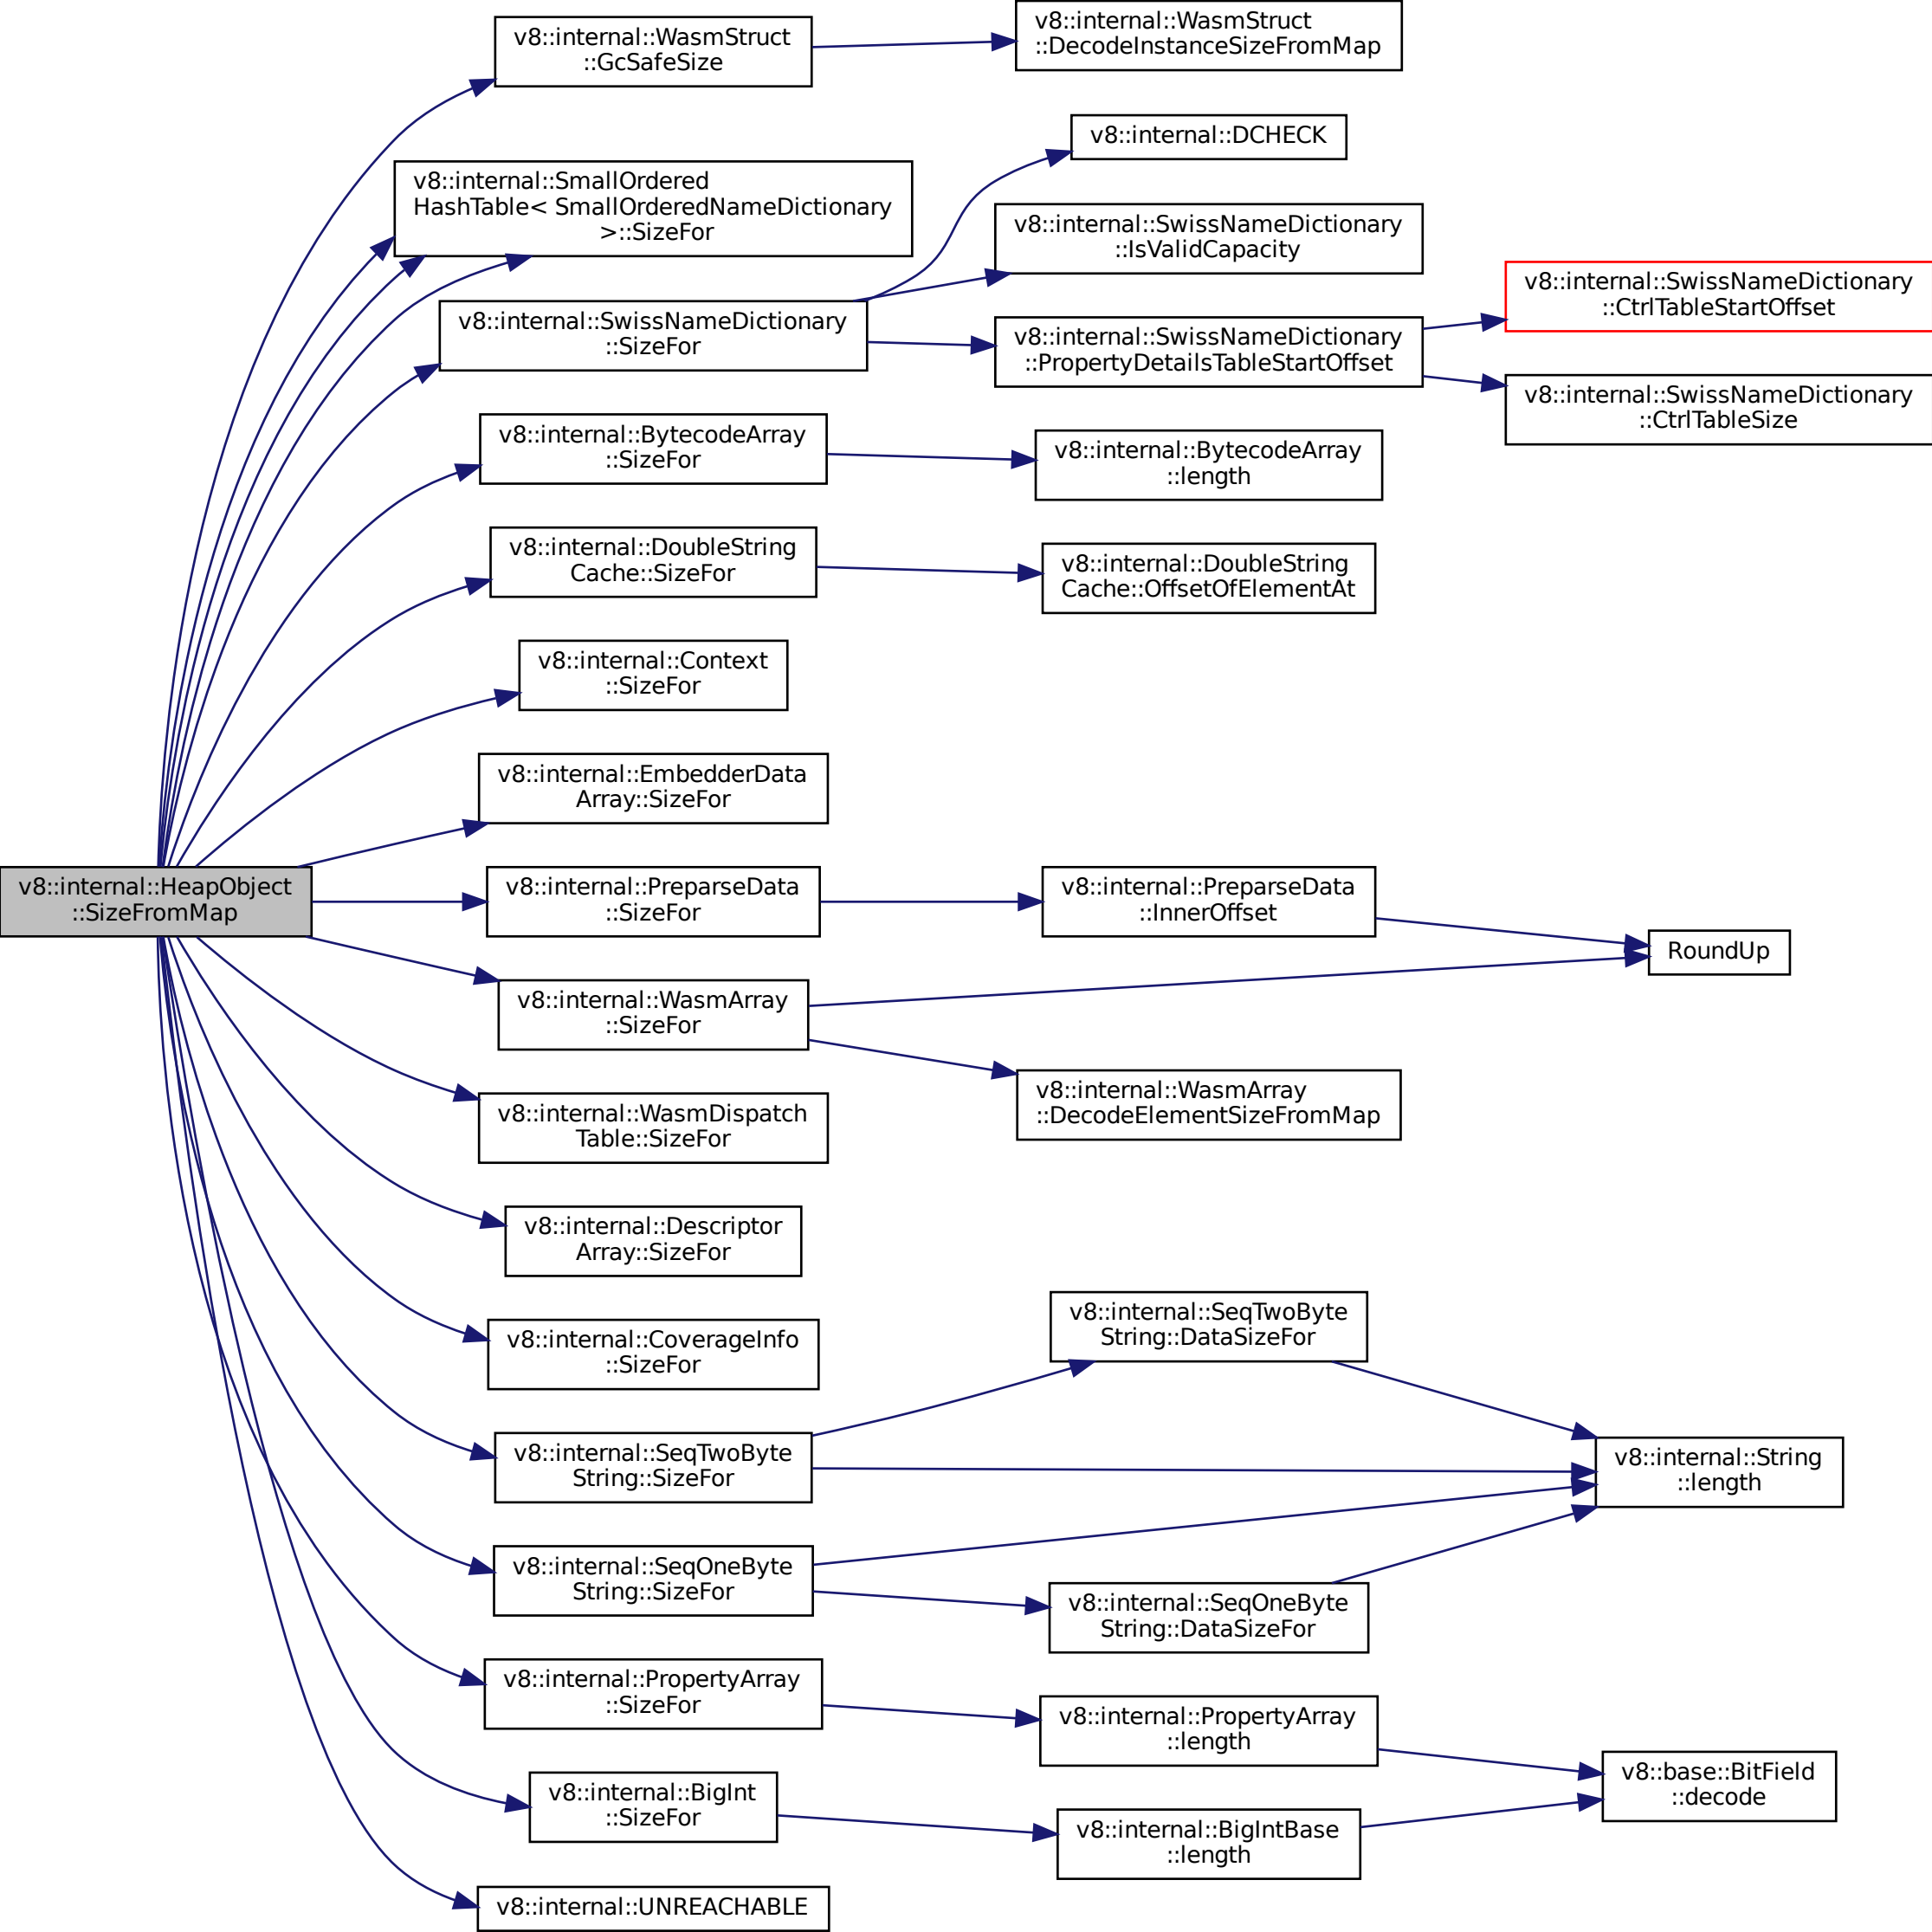 v8::internal::HeapObject
::SizeFromMap
v8::internal::WasmStruct
::GcSafeSize
v8::internal::WasmStruct
::DecodeInstanceSizeFromMap
v8::internal::SmallOrdered
HashTable< SmallOrderedNameDictionary
>::SizeFor
v8::internal::DCHECK
v8::internal::SwissNameDictionary
::IsValidCapacity
v8::internal::SwissNameDictionary
::SizeFor
v8::internal::SwissNameDictionary
::PropertyDetailsTableStartOffset
v8::internal::SwissNameDictionary
::CtrlTableStartOffset
v8::internal::SwissNameDictionary
::CtrlTableSize
v8::internal::BytecodeArray
::SizeFor
v8::internal::BytecodeArray
::length
v8::internal::DoubleString
Cache::SizeFor
v8::internal::DoubleString
Cache::OffsetOfElementAt
v8::internal::Context
::SizeFor
v8::internal::EmbedderData
Array::SizeFor
v8::internal::PreparseData
::SizeFor
v8::internal::PreparseData
::InnerOffset
RoundUp
v8::internal::WasmArray
::SizeFor
v8::internal::WasmArray
::DecodeElementSizeFromMap
v8::internal::WasmDispatch
Table::SizeFor
v8::internal::Descriptor
Array::SizeFor
v8::internal::CoverageInfo
::SizeFor
v8::internal::SeqTwoByte
String::DataSizeFor
v8::internal::SeqTwoByte
String::SizeFor
v8::internal::String
::length
v8::internal::SeqOneByte
String::SizeFor
v8::internal::SeqOneByte
String::DataSizeFor
v8::internal::PropertyArray
::SizeFor
v8::internal::PropertyArray
::length
v8::base::BitField
::decode
v8::internal::BigInt
::SizeFor
v8::internal::BigIntBase
::length
v8::internal::UNREACHABLE